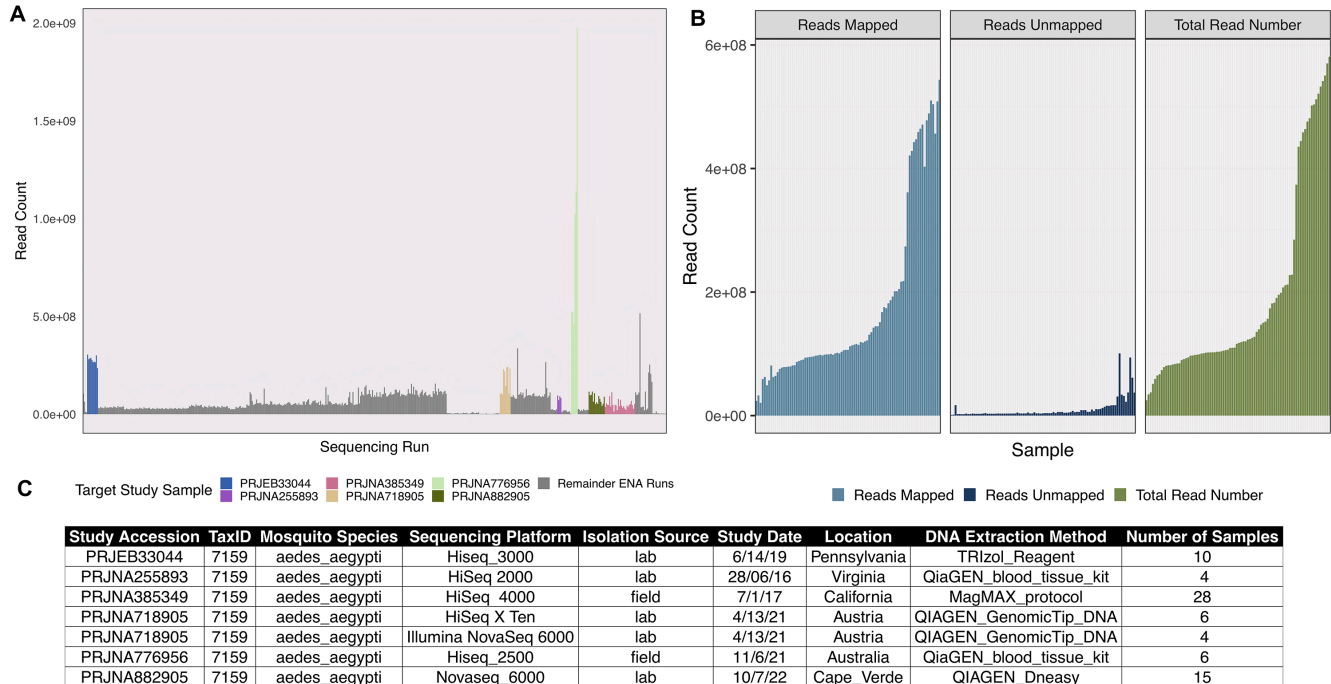 A
2.0e+09
1.5e+09
1.0e+09
5.0e+08
0.0e+00
Read Count
Sequencing Run
B
Reads Mapped Reads Unmapped Total Read Number
6e+08
4e+08
2e+08
0e+00
Read Count
Sample
C
Target Study Sample
PRJEB33044 PRJNA385349 PRJNA776956 Remainder ENA Runs
PRJNA255893 PRJNA718905 PRJNA882905
Reads Mapped Reads Unmapped Total Read Number
Study Accession TaxID Mosquito Species Sequencing Platform Isolation Source Study Date Location DNA Extraction Method Number of Samples
PRJEB33044 7159 aedes_aegypti Hiseq_3000 lab 6/14/19 Pennsylvania TRIzol_Reagent 10
PRJNA255893 7159 aedes_aegypti HiSeq 2000 lab 28/06/16 Virginia QiaGEN_blood_tissue_kit 4
PRJNA385349 7159 aedes_aegypti HiSeq 4000 field 7/1/17 California MagMAX_protocol 28
PRJNA718905 7159 aedes_aegypti HiSeq X Ten lab 4/13/21 Austria QIAGEN_GenomicTip_DNA 6
PRJNA718905 7159 aedes_aegypti Illumina NovaSeq 6000 lab 4/13/21 Austria QIAGEN_GenomicTip_DNA 4
PRJNA776956 7159 aedes_aegypti Hiseq_2500 field 11/6/21 Australia QiaGEN_blood_tissue_kit 6
PRJNA882905 7159 aedes_aegypti Novaseq_6000 lab 10/7/22 Cape_Verde QIAGEN_Dneasy 15